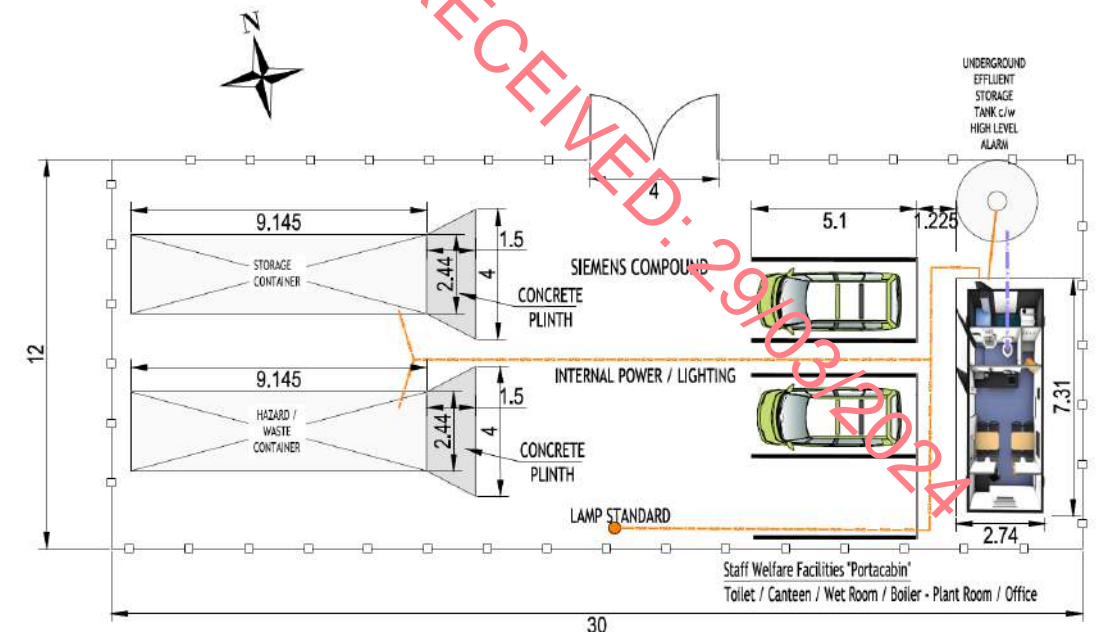 N
RECEIVED: 29/03/2024
UNDERGROUND
EFFLUENT
STORAGE
TANK c/w
HIGH LEVEL
ALARM
4
9.145
5.1
1.225
1.5
STORAGE
CONTAINER
2.44
4
SIEMENS COMPOUND
CONCRETE
PLINTH
12
9.145
INTERNAL POWER / LIGHTING
1.5
7.31
HAZARD /
WASTE
CONTAINER
2.44
4
CONCRETE
PLINTH
LAMP STANDARD
2.74
Staff Welfare Facilities "Portacabin"
Toilet / Canteen / Wet Room / Boiler - Plant Room / Office
30